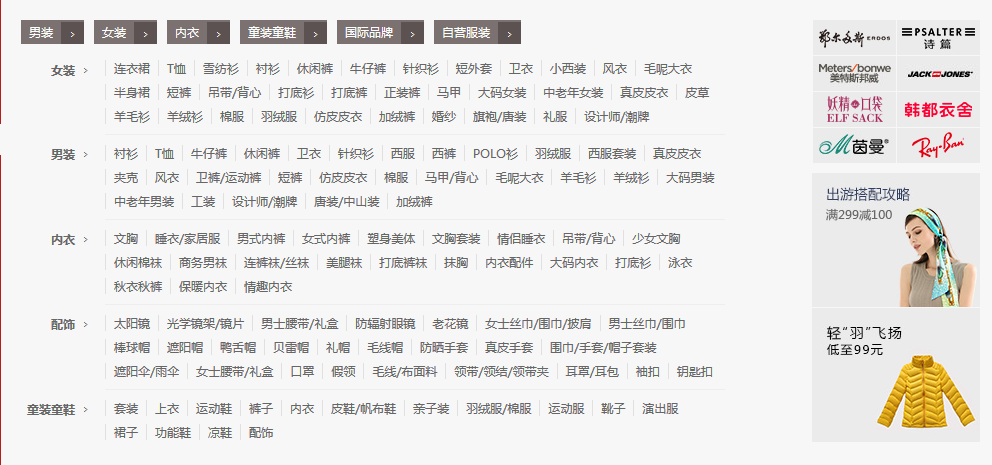 男装 > 女装 > 内衣 > 童装童鞋 > 国际品牌 > 自营服装 >
女装 > 连衣裙 T恤 雪纺衫 衬衫 休闲裤 牛仔裤 针织衫 短外套 卫衣 小西装 风衣 毛呢大衣
半身裙 短裤 吊带/背心 打底衫 打底裤 正装裤 马甲 大码女装 中老年女装 真皮皮衣 皮草
羊毛衫 羊绒衫 棉服 羽绒服 仿皮皮衣 加绒裤 婚纱 旗袍/唐装 礼服 设计师/潮牌
男装 > 衬衫 T恤 牛仔裤 休闲裤 卫衣 针织衫 西服 西裤 POLO衫 羽绒服 西服套装 真皮皮衣
夹克 风衣 卫裤/运动裤 短裤 仿皮皮衣 棉服 马甲/背心 毛呢大衣 羊毛衫 羊绒衫 大码男装
中老年男装 工装 设计师/潮牌 唐装/中山装 加绒裤
内衣 > 文胸 睡衣/家居服 男式内裤 女式内裤 塑身美体 文胸套装 情侣睡衣 吊带/背心 少女文胸
休闲棉袜 商务男袜 连裤袜/丝袜 美腿袜 打底裤袜 抹胸 内衣配件 大码内衣 打底衫 泳衣
秋衣秋裤 保暖内衣 情趣内衣
配饰 > 太阳镜 光学镜架/镜片 男士腰带/礼盒 防辐射眼镜 老花镜 女士丝巾/围巾/披肩 男士丝巾/围巾
棒球帽 遮阳帽 鸭舌帽 贝雷帽 礼帽 毛线帽 防晒手套 真皮手套 围巾/手套/帽子套装
遮阳伞/雨伞 女士腰带/礼盒 口罩 假领 毛线/布面料 领带/领结/领带夹 耳罩/耳包 袖扣 钥匙扣
童装童鞋 > 套装 上衣 运动鞋 裤子 内衣 皮鞋/帆布鞋 亲子装 羽绒服/棉服 运动服 靴子 演出服
裙子 功能鞋 凉鞋 配饰
鄂尔多斯 ERDOS
PSALTER
诗篇
Meters/bonwe
美特斯邦威
JACK JONES
妖精の口袋
ELF SACK
韩都衣舍
茵曼
Ray-Ban
出游搭配攻略
满299减100
轻“羽”飞扬
低至99元